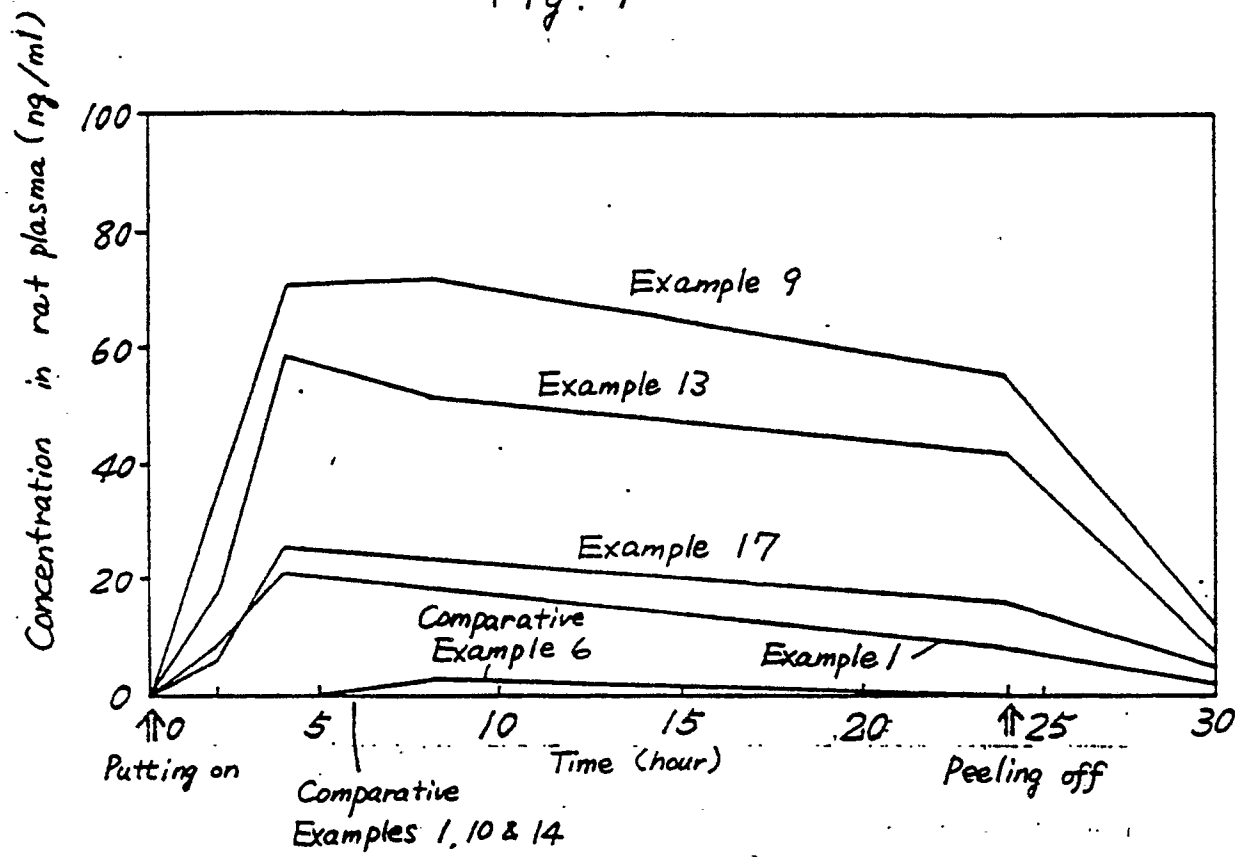 Fig. 1
Concentration in rat plasma (ng/ml)
100
80
60
40
20
0
Example 9
Example 13
Example 17
Comparative
Example 6
Example 1
⇑0 5 10 15 20 ⇑25 30
Putting on
Time (hour)
Peeling off
Comparative
Examples 1, 10 & 14